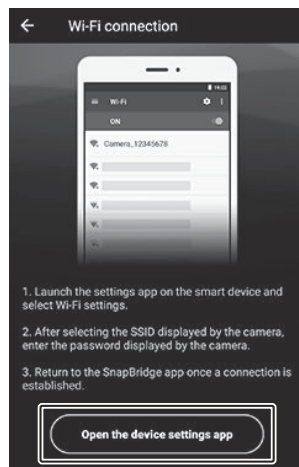 Wi-Fi connection
19:02
Wi-Fi
ON
Camera_12345678
1. Launch the settings app on the smart device and
select Wi-Fi settings.
2. After selecting the SSID displayed by the camera,
enter the password displayed by the camera.
3. Return to the SnapBridge app once a connection is
established.
Open the device settings app